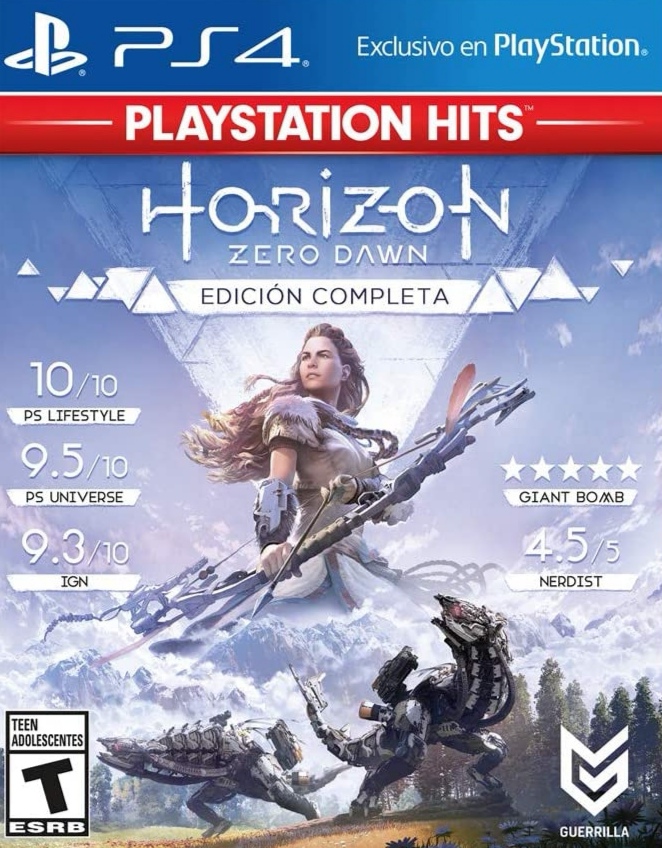 PS4
Exclusivo en PlayStation®
PLAYSTATION HITS™
HORIZON
ZERO DAWN
EDICIÓN COMPLETA
10/10
PS LIFESTYLE
9.5/10
PS UNIVERSE
9.3/10
IGN
★★★★★
GIANT BOMB
4.5/5
NERDIST
TEEN
ADOLESCENTES
T
ESRB
GUERRILLA